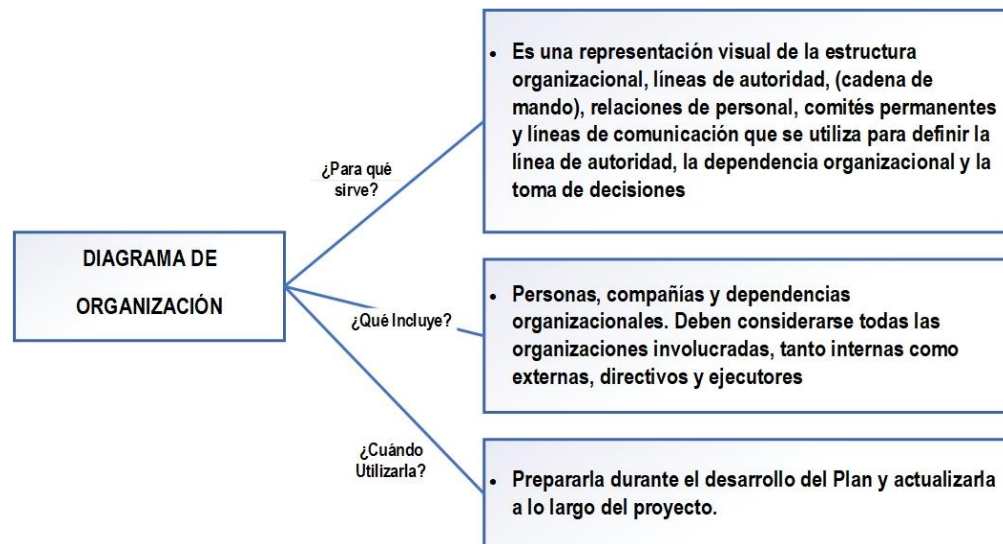 DIAGRAMA DE
ORGANIZACIÓN
¿Para qué
sirve?
• Es una representación visual de la estructura
organizacional, líneas de autoridad, (cadena de
mando), relaciones de personal, comités permanentes
y líneas de comunicación que se utiliza para definir la
línea de autoridad, la dependencia organizacional y la
toma de decisiones
¿Qué Incluye?
• Personas, compañías y dependencias
organizacionales. Deben considerarse todas las
organizaciones involucradas, tanto internas como
externas, directivos y ejecutores
¿Cuándo
Utilizarla?
• Prepararla durante el desarrollo del Plan y actualizarla
a lo largo del proyecto.